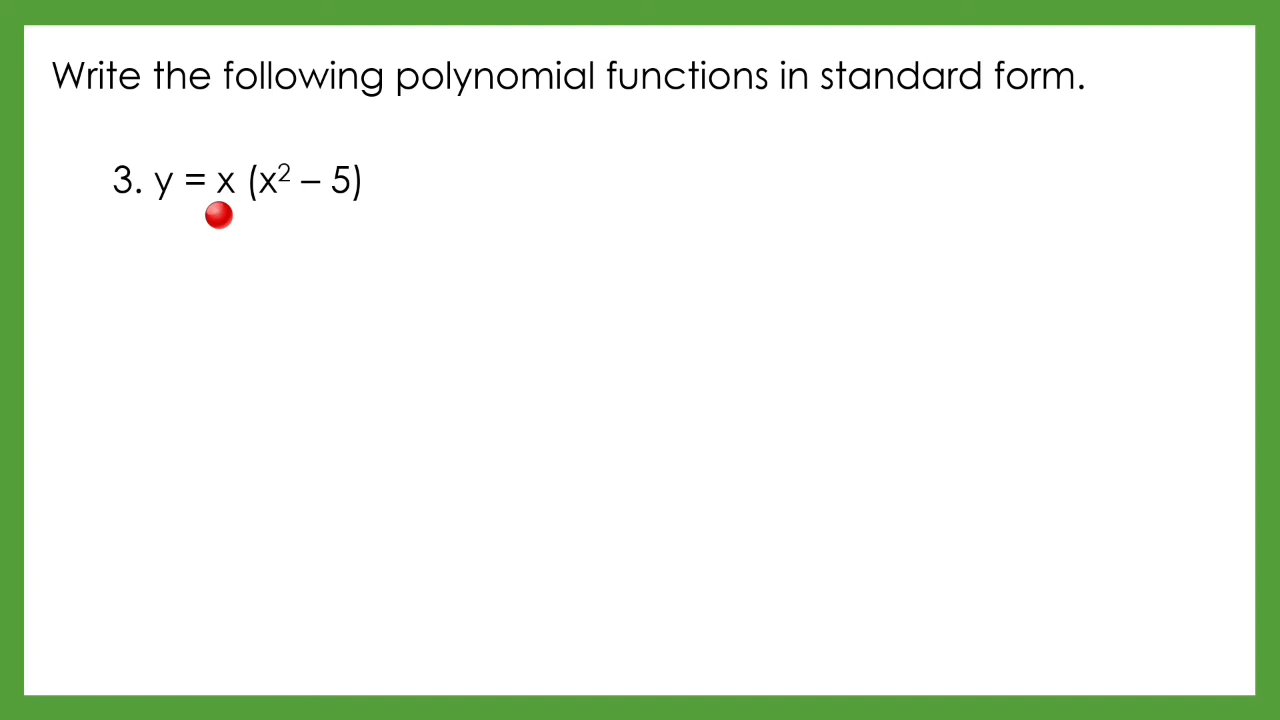 Write the following polynomial functions in standard form.
3. y = x (x² – 5)